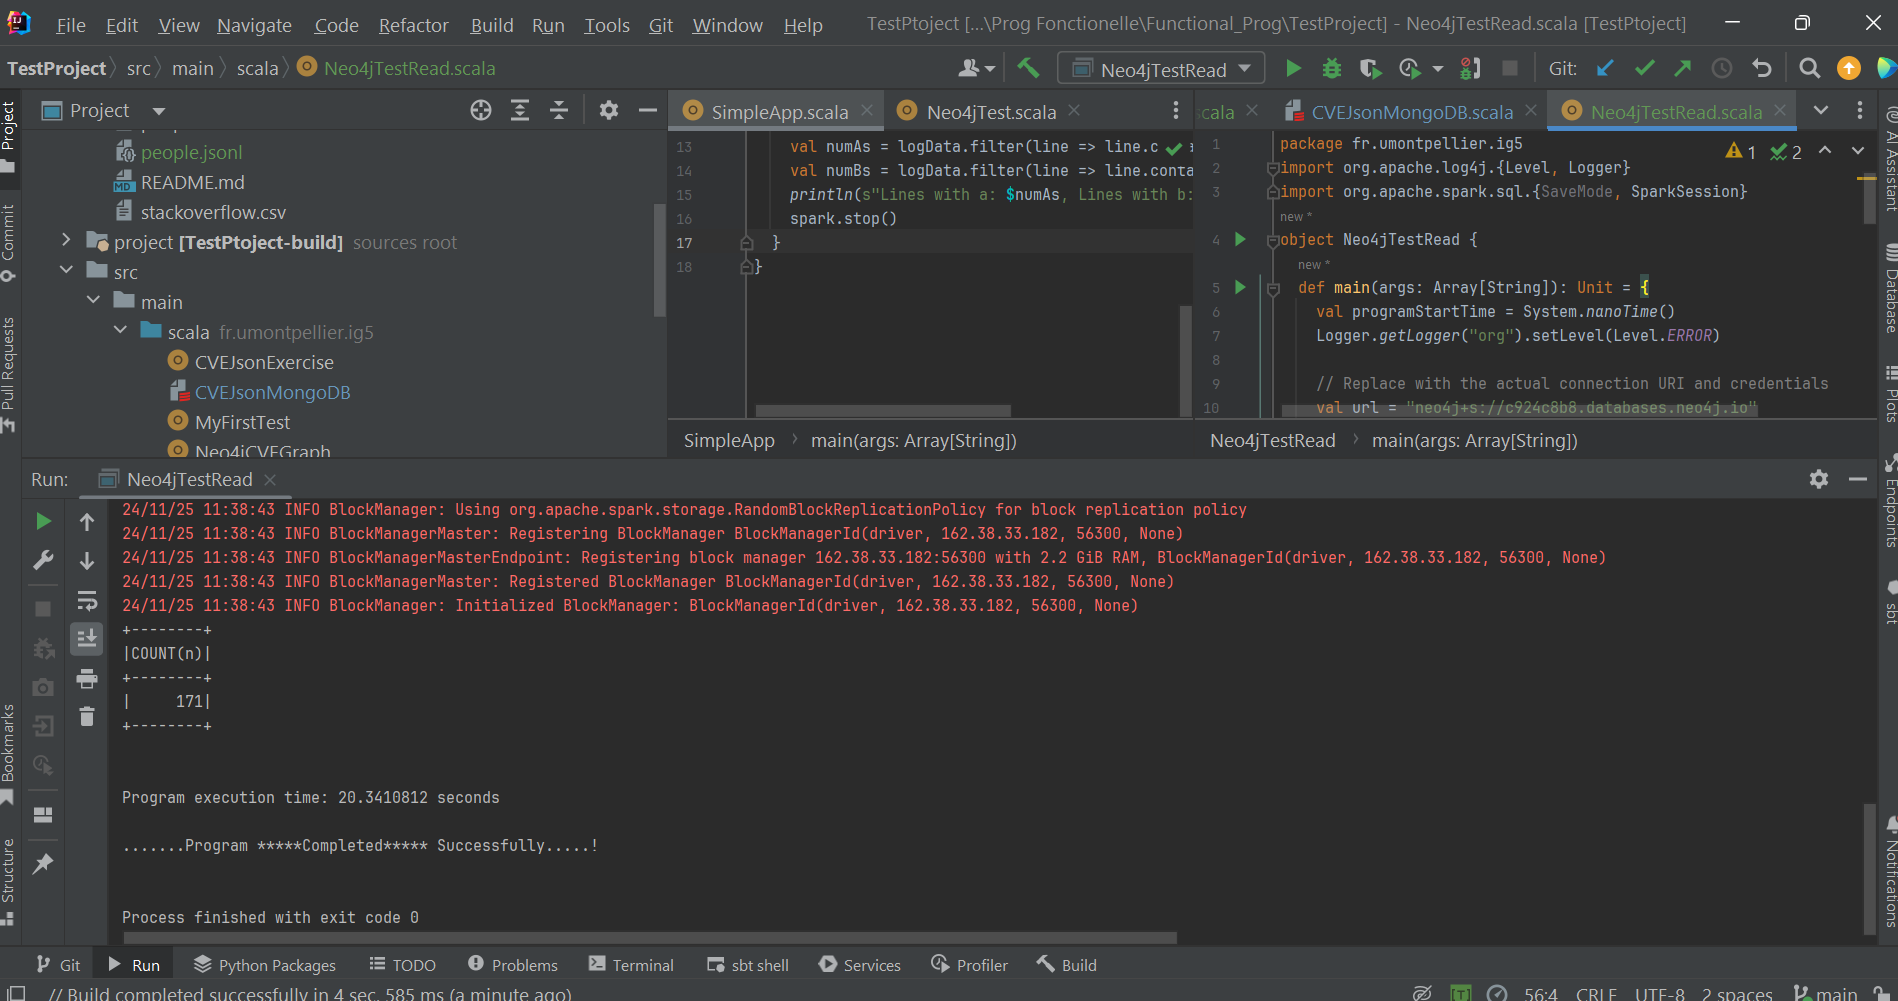 File Edit View Navigate Code Refactor Build Run Tools Git Window Help TestPtoject [...\Prog Fonctionelle\Functional_Prog\TestProject] - Neo4jTestRead.scala [TestPtoject]
TestProject src main scala Neo4jTestRead.scala Neo4jTestRead Git:
Project
people.jsonl
README.md
stackoverflow.csv
project [TestPtoject-build] sources root
src
main
scala fr.umontpellier.ig5
CVEJsonExercise
CVEJsonMongoDB
MyFirstTest
Neo4jCVEGraph
SimpleApp.scala Neo4jTest.scala
13 val numAs = logData.filter(line => line.c
14 val numBs = logData.filter(line => line.conta
15 println(s"Lines with a: $numAs, Lines with b:
16 spark.stop()
17 }
18 }
SimpleApp main(args: Array[String])
scala CVEJsonMongoDB.scala Neo4jTestRead.scala
1 package fr.umontpellier.ig5
1 2
2 import org.apache.log4j.{Level, Logger}
3 import org.apache.spark.sql.{SaveMode, SparkSession}
new *
4 object Neo4jTestRead {
new *
5 def main(args: Array[String]): Unit = {
6 val programStartTime = System.nanoTime()
7 Logger.getLogger("org").setLevel(Level.ERROR)
8
9 // Replace with the actual connection URI and credentials
10 val url = "neo4j+s://c924c8b8.databases.neo4j.io"
Neo4jTestRead main(args: Array[String])
Project
Commit
Pull Requests
Bookmarks
Structure
AI Assistant
Database
Plots
Endpoints
sbt
Notifications
Run: Neo4jTestRead
24/11/25 11:38:43 INFO BlockManager: Using org.apache.spark.storage.RandomBlockReplicationPolicy for block replication policy
24/11/25 11:38:43 INFO BlockManagerMaster: Registering BlockManager BlockManagerId(driver, 162.38.33.182, 56300, None)
24/11/25 11:38:43 INFO BlockManagerMasterEndpoint: Registering block manager 162.38.33.182:56300 with 2.2 GiB RAM, BlockManagerId(driver, 162.38.33.182, 56300, None)
24/11/25 11:38:43 INFO BlockManagerMaster: Registered BlockManager BlockManagerId(driver, 162.38.33.182, 56300, None)
24/11/25 11:38:43 INFO BlockManager: Initialized BlockManager: BlockManagerId(driver, 162.38.33.182, 56300, None)
+--------+
|COUNT(n)|
+--------+
|     171|
+--------+
Program execution time: 20.3410812 seconds
.......Program *****Completed***** Successfully.....!
Process finished with exit code 0
Git Run Python Packages TODO Problems Terminal sbt shell Services Profiler Build
// Build completed successfully in 4 sec, 585 ms (a minute ago) 56:4 CRLF UTF-8 2 spaces main